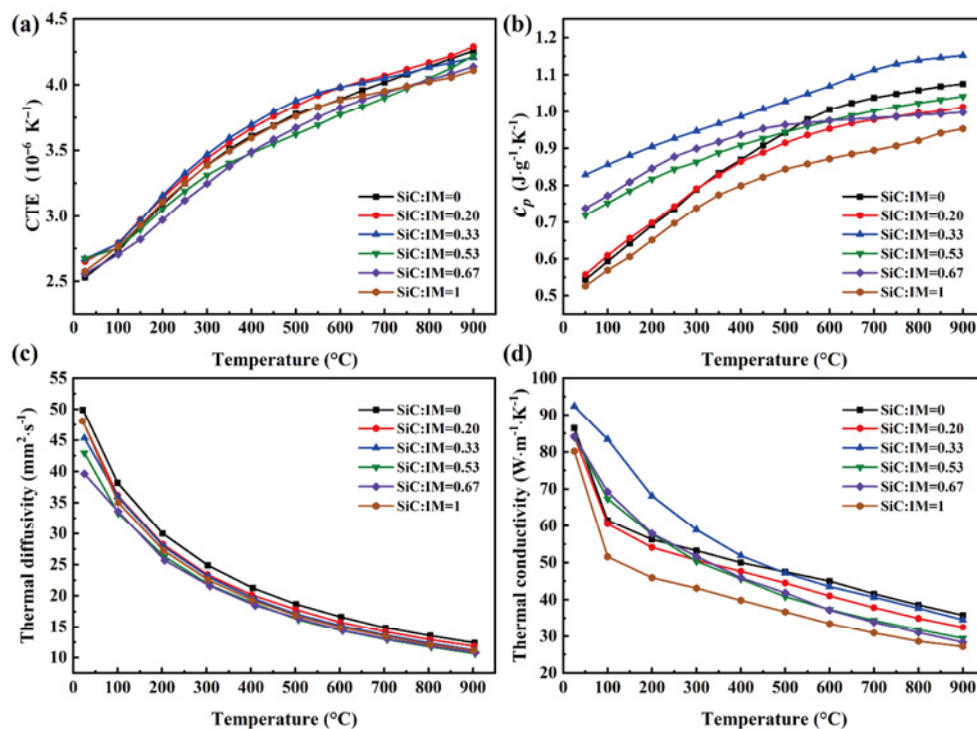 (a)
4.5
4.0
3.5
3.0
2.5
CTE (10⁻⁶ K⁻¹)
SiC:IM=0
SiC:IM=0.20
SiC:IM=0.33
SiC:IM=0.53
SiC:IM=0.67
SiC:IM=1
0 100 200 300 400 500 600 700 800 900
Temperature (°C)
(b)
1.2
1.1
1.0
0.9
0.8
0.7
0.6
0.5
cₚ (J·g⁻¹·K⁻¹)
SiC:IM=0
SiC:IM=0.20
SiC:IM=0.33
SiC:IM=0.53
SiC:IM=0.67
SiC:IM=1
0 100 200 300 400 500 600 700 800 900
Temperature (°C)
(c)
55
50
45
40
35
30
25
20
15
10
Thermal diffusivity (mm²·s⁻¹)
SiC:IM=0
SiC:IM=0.20
SiC:IM=0.33
SiC:IM=0.53
SiC:IM=0.67
SiC:IM=1
0 100 200 300 400 500 600 700 800 900
Temperature (°C)
(d)
100
90
80
70
60
50
40
30
20
Thermal conductivity (W·m⁻¹·K⁻¹)
SiC:IM=0
SiC:IM=0.20
SiC:IM=0.33
SiC:IM=0.53
SiC:IM=0.67
SiC:IM=1
0 100 200 300 400 500 600 700 800 900
Temperature (°C)